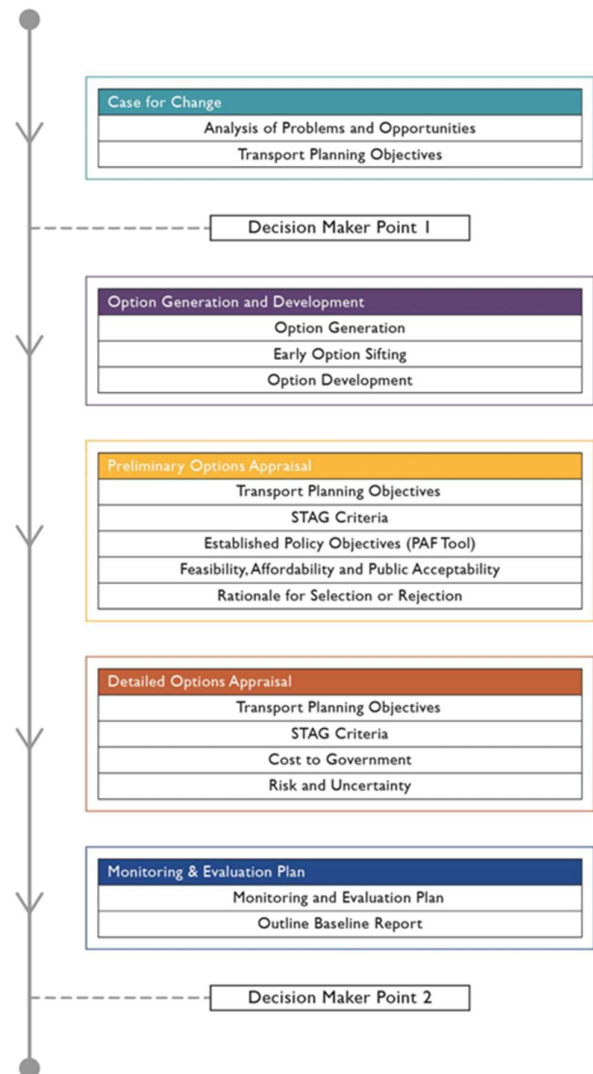 Case for Change
Analysis of Problems and Opportunities
Transport Planning Objectives
Decision Maker Point 1
Option Generation and Development
Option Generation
Early Option Sifting
Option Development
Preliminary Options Appraisal
Transport Planning Objectives
STAG Criteria
Established Policy Objectives (PAF Tool)
Feasibility, Affordability and Public Acceptability
Rationale for Selection or Rejection
Detailed Options Appraisal
Transport Planning Objectives
STAG Criteria
Cost to Government
Risk and Uncertainty
Monitoring & Evaluation Plan
Monitoring and Evaluation Plan
Outline Baseline Report
Decision Maker Point 2